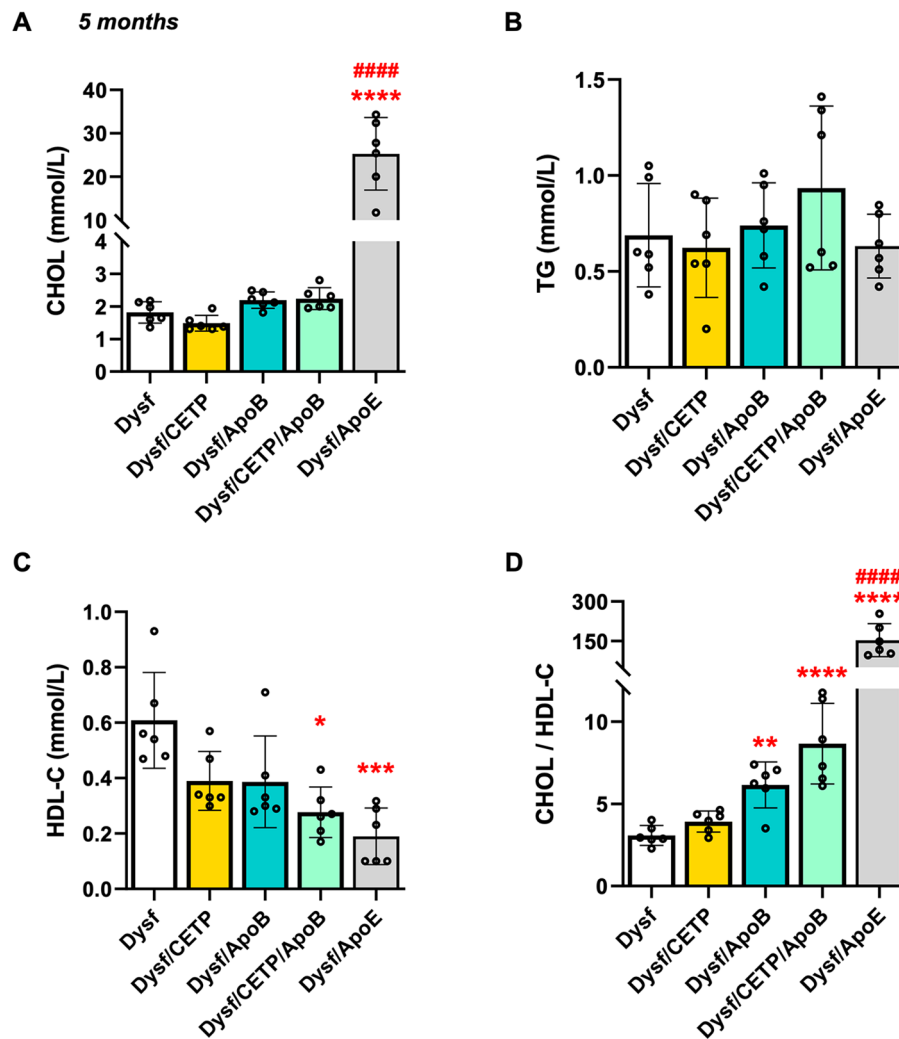 A 5 months
####
****
CHOL (mmol/L)
40
30
20
10
4
3
2
1
0
Dysf
Dysf/CETP
Dysf/ApoB
Dysf/CETP/ApoB
Dysf/ApoE
B
TG (mmol/L)
1.5
1.0
0.5
0.0
Dysf
Dysf/CETP
Dysf/ApoB
Dysf/CETP/ApoB
Dysf/ApoE
C
HDL-C (mmol/L)
1.0
0.8
0.6
0.4
0.2
0.0
*
***
Dysf
Dysf/CETP
Dysf/ApoB
Dysf/CETP/ApoB
Dysf/ApoE
D
####
****
****
**
CHOL / HDL-C
300
150
10
5
0
Dysf
Dysf/CETP
Dysf/ApoB
Dysf/CETP/ApoB
Dysf/ApoE